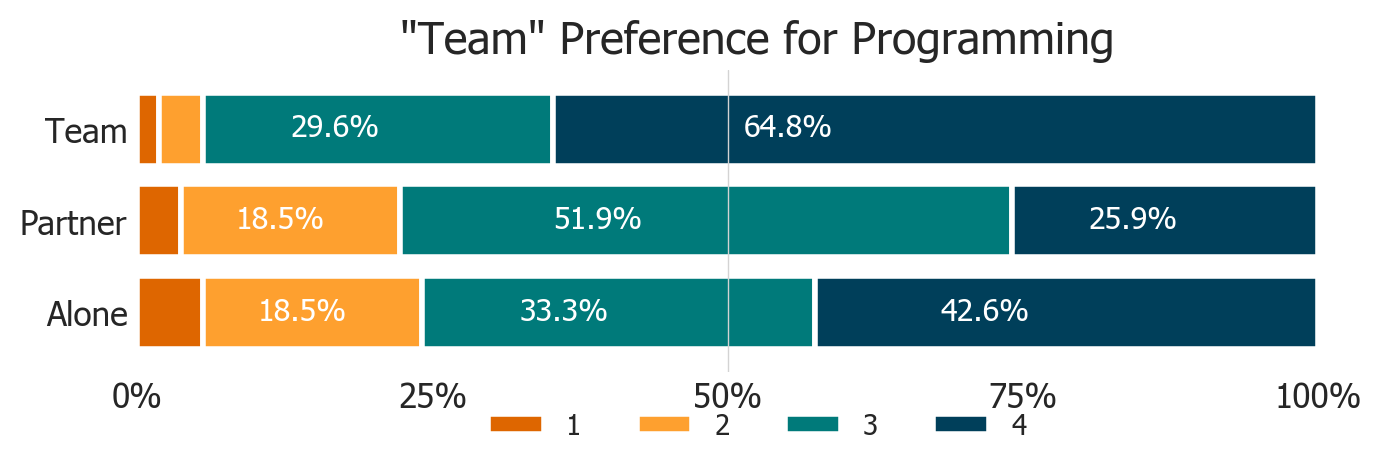 "Team" Preference for Programming
Team 29.6% 64.8%
Partner 18.5% 51.9% 25.9%
Alone 18.5% 33.3% 42.6%
0% 25% 50% 75% 100%
1 2 3 4